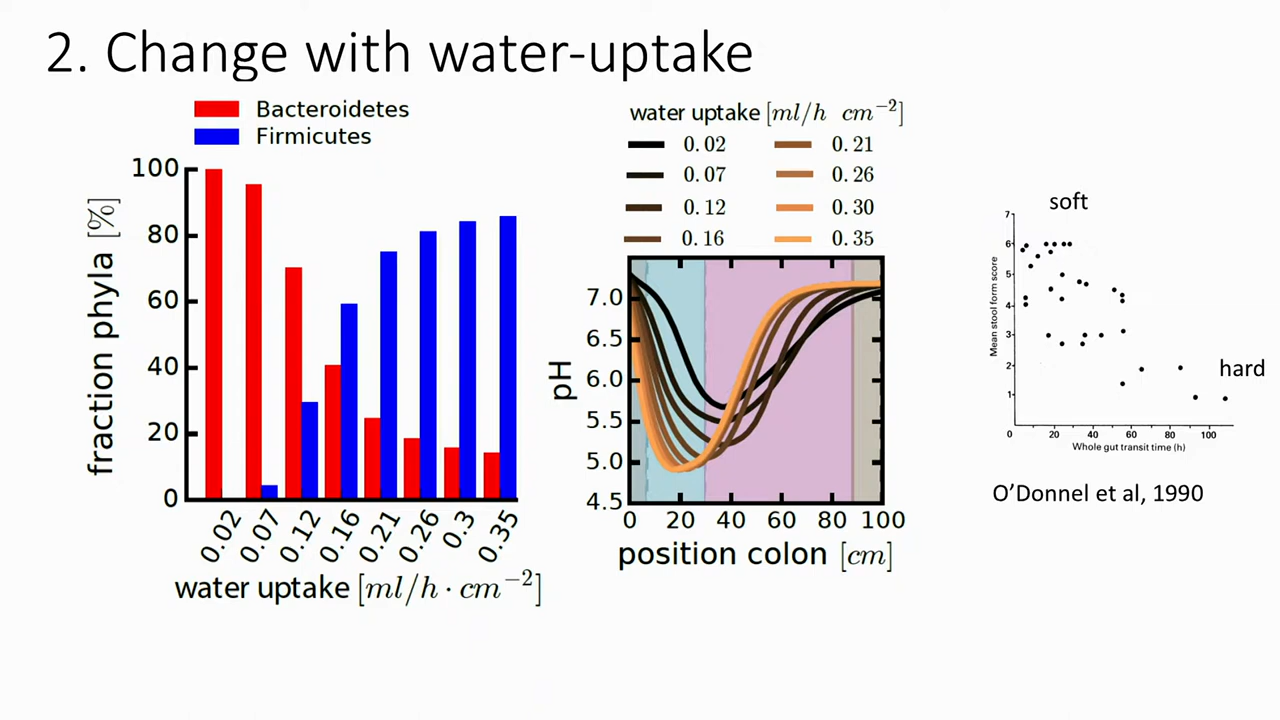 2. Change with water-uptake
Bacteroidetes
Firmicutes
fraction phyla [%]
100
80
60
40
20
0
0.02
0.07
0.12
0.16
0.21
0.26
0.3
0.35
water uptake [ml/h · cm⁻²]
water uptake [ml/h cm⁻²]
0.02 0.21
0.07 0.26
0.12 0.30
0.16 0.35
pH
7.0
6.5
6.0
5.5
5.0
4.5
0 20 40 60 80 100
position colon [cm]
soft
Mean stool form score
7
6
5
4
3
2
1
hard
0 20 40 60 80 100
Whole gut transit time (h)
O'Donnel et al, 1990